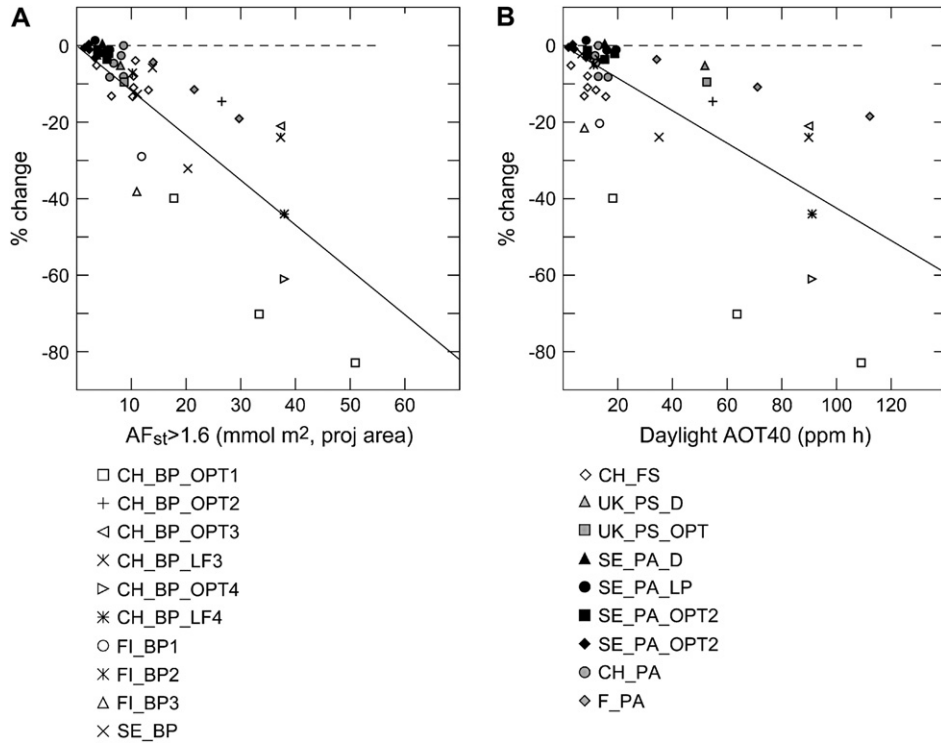 A
0
-20
-40
-60
-80
% change
10 20 30 40 50 60
AFst>1.6 (mmol m2, proj area)
B
0
-20
-40
-60
-80
% change
20 40 60 80 100 120
Daylight AOT40 (ppm h)
CH_BP_OPT1
CH_BP_OPT2
CH_BP_OPT3
CH_BP_LF3
CH_BP_OPT4
CH_BP_LF4
FI_BP1
FI_BP2
FI_BP3
SE_BP
CH_FS
UK_PS_D
UK_PS_OPT
SE_PA_D
SE_PA_LP
SE_PA_OPT2
SE_PA_OPT2
CH_PA
F_PA